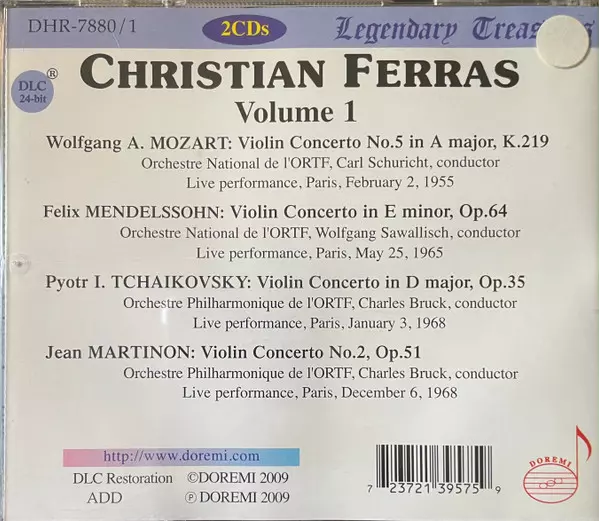 DHR-7880/1
2CDs
Legendary Treasures
DLC ®
24-bit
CHRISTIAN FERRAS
Volume 1
Wolfgang A. MOZART: Violin Concerto No.5 in A major, K.219
Orchestre National de l'ORTF, Carl Schuricht, conductor
Live performance, Paris, February 2, 1955
Felix MENDELSSOHN: Violin Concerto in E minor, Op.64
Orchestre National de l'ORTF, Wolfgang Sawallisch, conductor
Live performance, Paris, May 25, 1965
Pyotr I. TCHAIKOVSKY: Violin Concerto in D major, Op.35
Orchestre Philharmonique de l'ORTF, Charles Bruck, conductor
Live performance, Paris, January 3, 1968
Jean MARTINON: Violin Concerto No.2, Op.51
Orchestre Philharmonique de l'ORTF, Charles Bruck, conductor
Live performance, Paris, December 6, 1968
http://www.doremi.com
DLC Restoration ©DOREMI 2009
ADD ℗DOREMI 2009
7 23721 39575 9
DOREMI